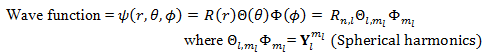 Wave function = ψ(r, θ, ϕ) = R(r)Θ(θ)Φ(ϕ) = R_{n,l}Θ_{l,m_l}Φ_{m_l}
where Θ_{l,m_l}Φ_{m_l} = Y_l^{m_l} (Spherical harmonics)